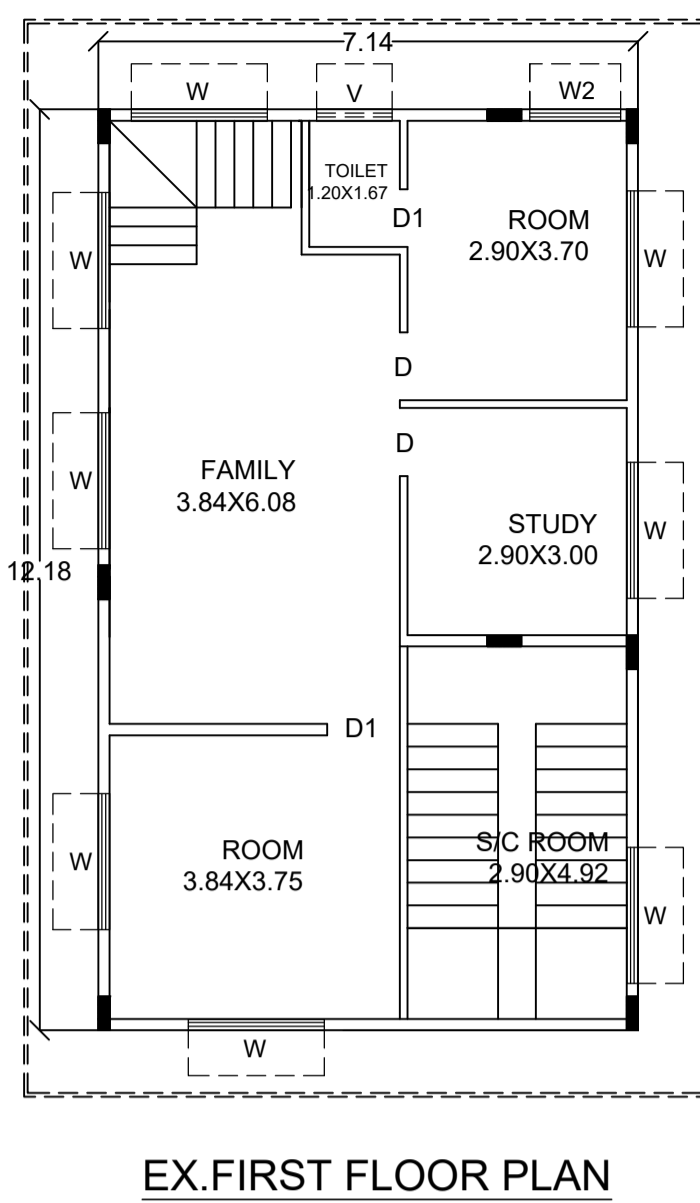 7.14
W
V
W2
TOILET
1.20X1.67
D1
ROOM
2.90X3.70
W
W
D
D
FAMILY
3.84X6.08
W
STUDY
2.90X3.00
W
12.18
D1
ROOM
3.84X3.75
W
S/C ROOM
2.90X4.92
W
W
EX.FIRST FLOOR PLAN